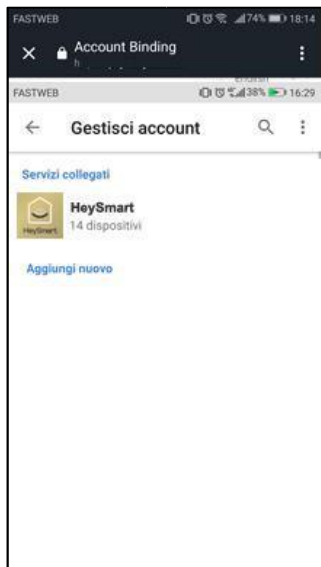 FASTWEB 74% 18:14
Account Binding
FASTWEB 38% 16:29
Gestisci account
Servizi collegati
HeySmart
HeySmart
14 dispositivi
Aggiungi nuovo